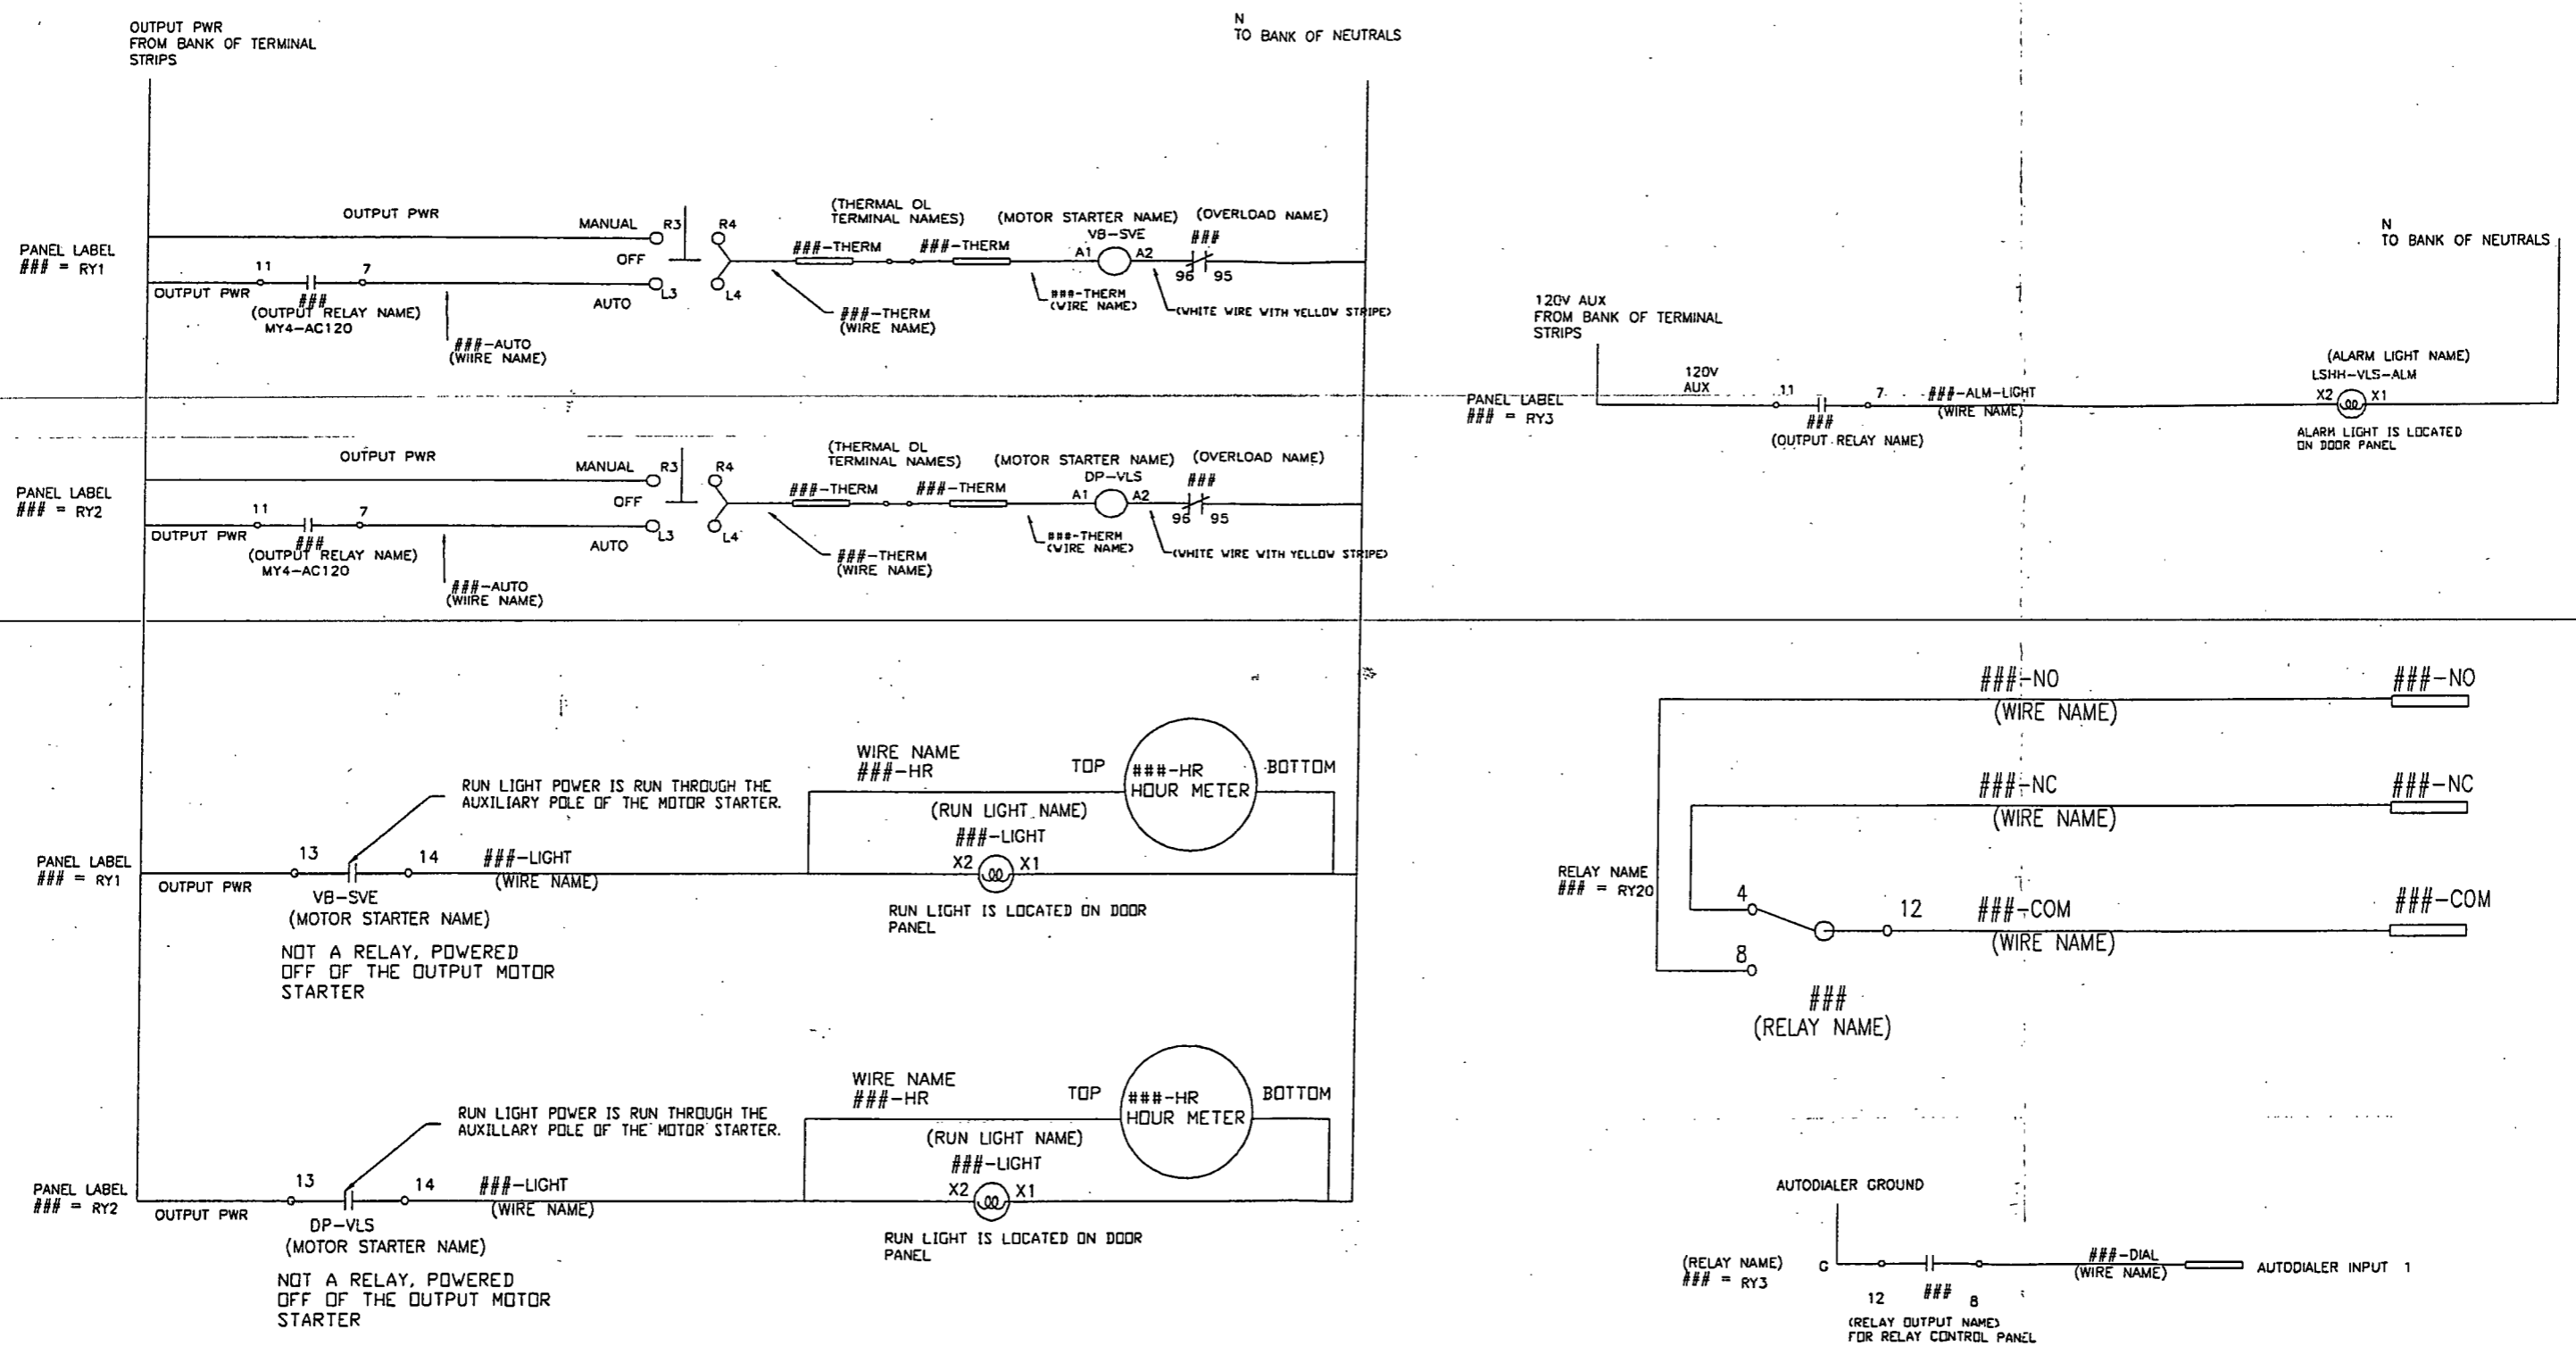 OUTPUT PWR
FROM BANK OF TERMINAL
STRIPS
N
TO BANK OF NEUTRALS
PANEL LABEL
### = RY1
OUTPUT PWR
MANUAL
R3
R4
OFF
AUTO
L3
L4
OUTPUT PWR
11
7
###
(OUTPUT RELAY NAME)
MY4-AC120
###-AUTO
(WIIRE NAME)
(THERMAL OL
TERMINAL NAMES)
###-THERM
###-THERM
###-THERM
(WIRE NAME)
(MOTOR STARTER NAME)
VB-SVE
A1
A2
###-THERM
(WIRE NAME)
(OVERLOAD NAME)
###
96
95
(WHITE WIRE WITH YELLOW STRIPE)
PANEL LABEL
### = RY2
OUTPUT PWR
MANUAL
R3
R4
OFF
AUTO
L3
L4
OUTPUT PWR
11
7
###
(OUTPUT RELAY NAME)
MY4-AC120
###-AUTO
(WIIRE NAME)
(THERMAL OL
TERMINAL NAMES)
###-THERM
###-THERM
###-THERM
(WIRE NAME)
(MOTOR STARTER NAME)
DP-VLS
A1
A2
###-THERM
(WIRE NAME)
(OVERLOAD NAME)
###
96
95
(WHITE WIRE WITH YELLOW STRIPE)
PANEL LABEL
### = RY1
OUTPUT PWR
13
14
VB-SVE
(MOTOR STARTER NAME)
NOT A RELAY, POWERED
OFF OF THE OUTPUT MOTOR
STARTER
RUN LIGHT POWER IS RUN THROUGH THE
AUXILIARY POLE OF THE MOTOR STARTER.
###-LIGHT
(WIRE NAME)
WIRE NAME
###-HR
TOP
###-HR
HOUR METER
BOTTOM
(RUN LIGHT NAME)
###-LIGHT
X2
X1
RUN LIGHT IS LOCATED ON DOOR
PANEL
PANEL LABEL
### = RY2
OUTPUT PWR
13
14
DP-VLS
(MOTOR STARTER NAME)
NOT A RELAY, POWERED
OFF OF THE OUTPUT MOTOR
STARTER
RUN LIGHT POWER IS RUN THROUGH THE
AUXILLARY POLE OF THE MOTOR STARTER.
###-LIGHT
(WIRE NAME)
WIRE NAME
###-HR
TOP
###-HR
HOUR METER
BOTTOM
(RUN LIGHT NAME)
###-LIGHT
X2
X1
RUN LIGHT IS LOCATED ON DOOR
PANEL
N
TO BANK OF NEUTRALS
120V AUX
FROM BANK OF TERMINAL
STRIPS
PANEL LABEL
### = RY3
120V
AUX
11
7
###
(OUTPUT RELAY NAME)
###-ALM-LIGHT
(WIRE NAME)
(ALARM LIGHT NAME)
LSHH-VLS-ALM
X2
X1
ALARM LIGHT IS LOCATED
ON DOOR PANEL
###-NO
(WIRE NAME)
###-NO
###-NC
(WIRE NAME)
###-NC
RELAY NAME
### = RY20
4
8
12
###-COM
(WIRE NAME)
###-COM
###
(RELAY NAME)
AUTODIALER GROUND
(RELAY NAME)
### = RY3
G
12
###
8
(RELAY OUTPUT NAME)
FOR RELAY CONTROL PANEL
###-DIAL
(WIRE NAME)
AUTODIALER INPUT 1